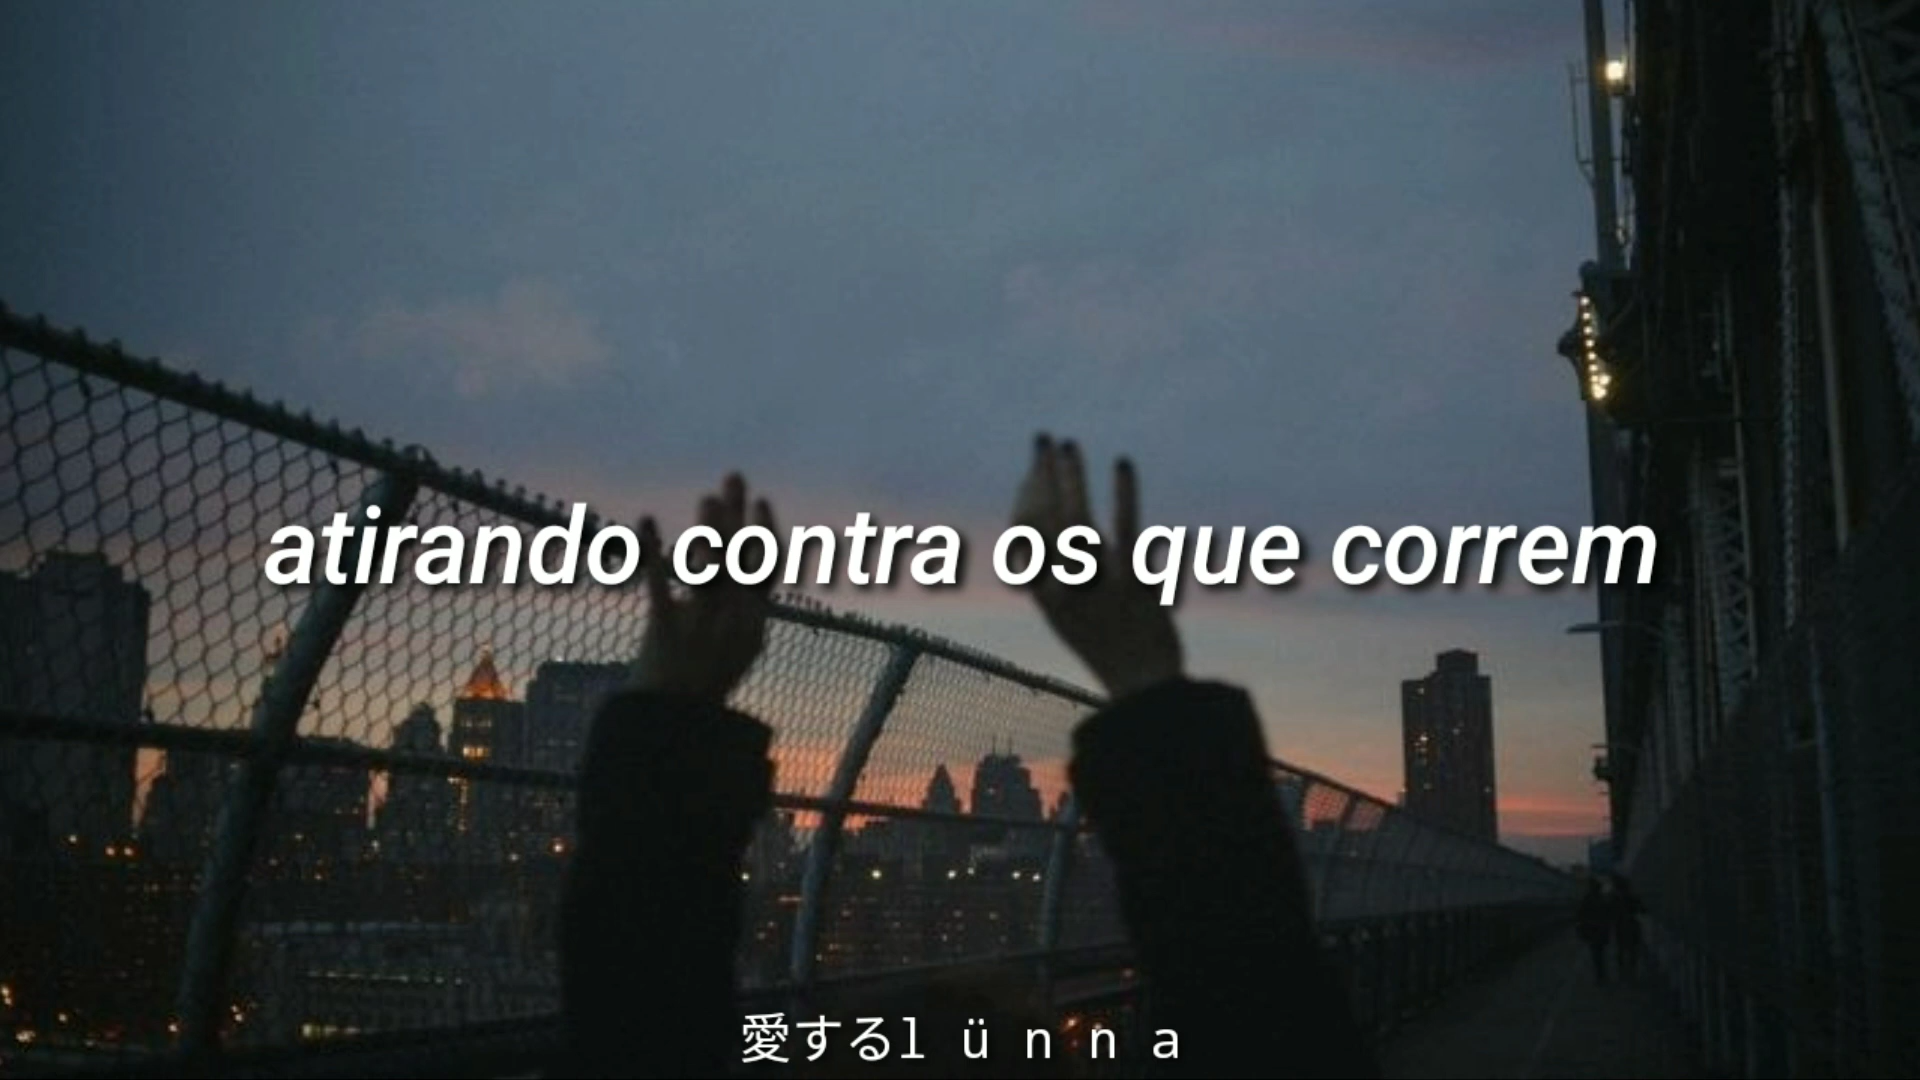 atirando contra os que correm
愛するl ü n n a